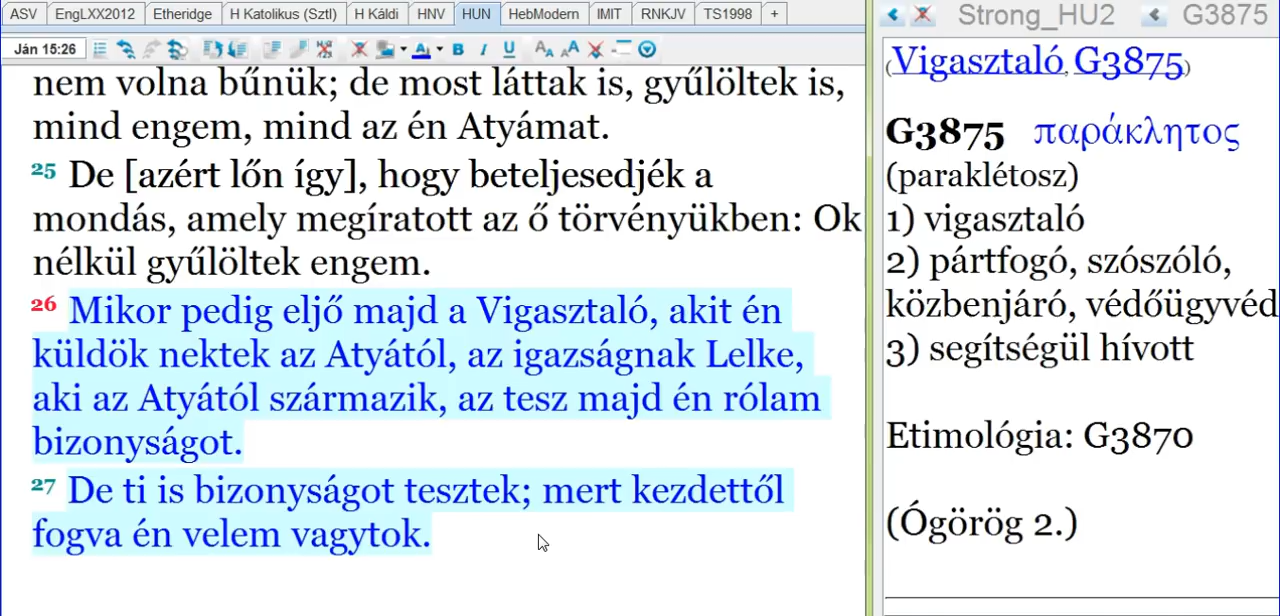 ASV EngLXX2012 Etheridge H Katolikus (Sztl) H Káldi HNV HUN HebModern IMIT RNKJV TS1998 +
Ján 15:26
nem volna bűnük; de most láttak is, gyűlöltek is,
mind engem, mind az én Atyámat.
25 De [azért lőn így], hogy beteljesedjék a
mondás, amely megíratott az ő törvényükben: Ok
nélkül gyűlöltek engem.
26 Mikor pedig eljő majd a Vigasztaló, akit én
küldök nektek az Atyától, az igazságnak Lelke,
aki az Atyától származik, az tesz majd én rólam
bizonyságot.
27 De ti is bizonyságot tesztek; mert kezdettől
fogva én velem vagytok.
Strong_HU2 G3875
(Vigasztaló, G3875)
G3875 παράκλητος
(paraklétosz)
1) vigasztaló
2) pártfogó, szószóló,
közbenjáró, védőügyvéd
3) segítségül hívott
Etimológia: G3870
(Ógörög 2.)